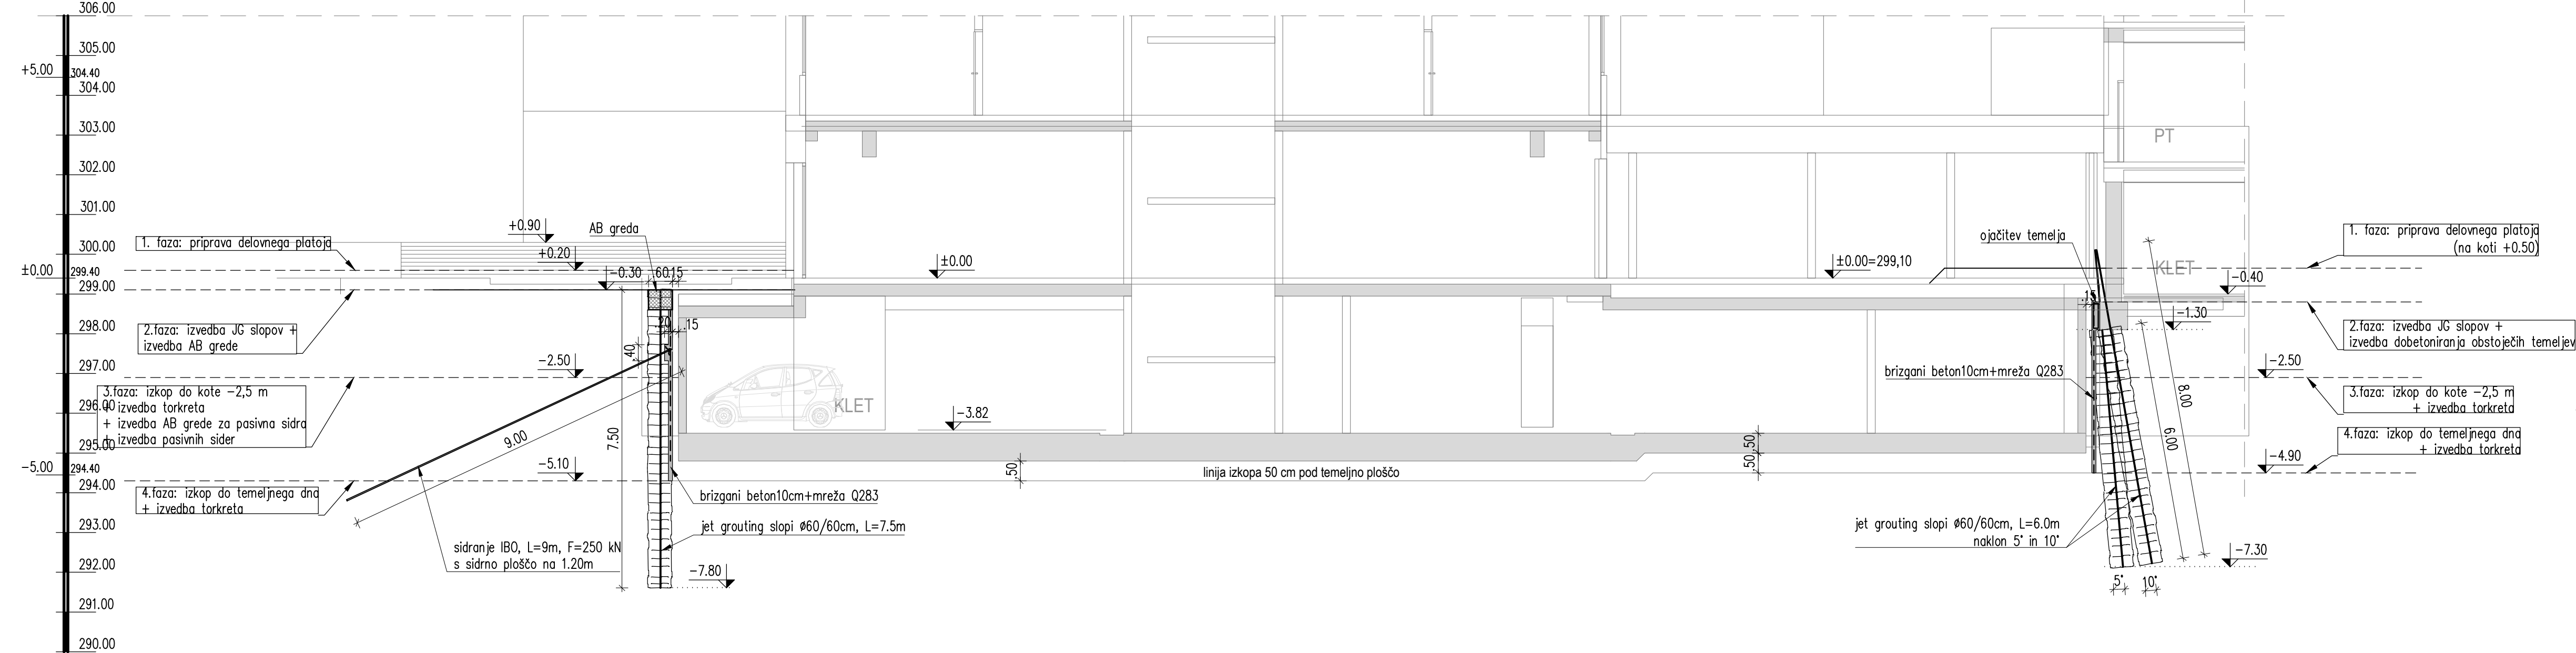 306.00
305.00
+5.00
304.40
304.00
303.00
302.00
301.00
300.00
±0.00
299.40
299.00
298.00
297.00
296.00
295.00
-5.00
294.40
294.00
293.00
292.00
291.00
290.00
1. faza: priprava delovnega platoja
2.faza: izvedba JG slopov +
izvedba AB grede
3.faza: izkop do kote -2,5 m
+ izvedba torkreta
+ izvedba AB grede za pasivna sidra
+ izvedba pasivnih sider
4.faza: izkop do temeljnega dna
+ izvedba torkreta
+0.90
+0.20
AB greda
-0.30
60
15
.20
.15
.40
-2.50
-5.10
9.00
7.50
sidranje IBO, L=9m, F=250 kN
s sidrno ploščo na 1.20m
-7.80
brizgani beton10cm+mreža Q283
jet grouting slopi Ø60/60cm, L=7.5m
KLET
±0.00
-3.82
.50
linija izkopa 50 cm pod temeljno ploščo
.50
.50
±0.00=299,10
ojačitev temelja
brizgani beton10cm+mreža Q283
jet grouting slopi Ø60/60cm, L=6.0m
naklon 5° in 10°
PT
KLET
.15
-0.40
-1.30
-2.50
8.00
6.00
-4.90
-7.30
5°
10°
1. faza: priprava delovnega platoja
(na koti +0.50)
2.faza: izvedba JG slopov +
izvedba dobetoniranja obstoječih temeljev
3.faza: izkop do kote -2,5 m
+ izvedba torkreta
4.faza: izkop do temeljnega dna
+ izvedba torkreta